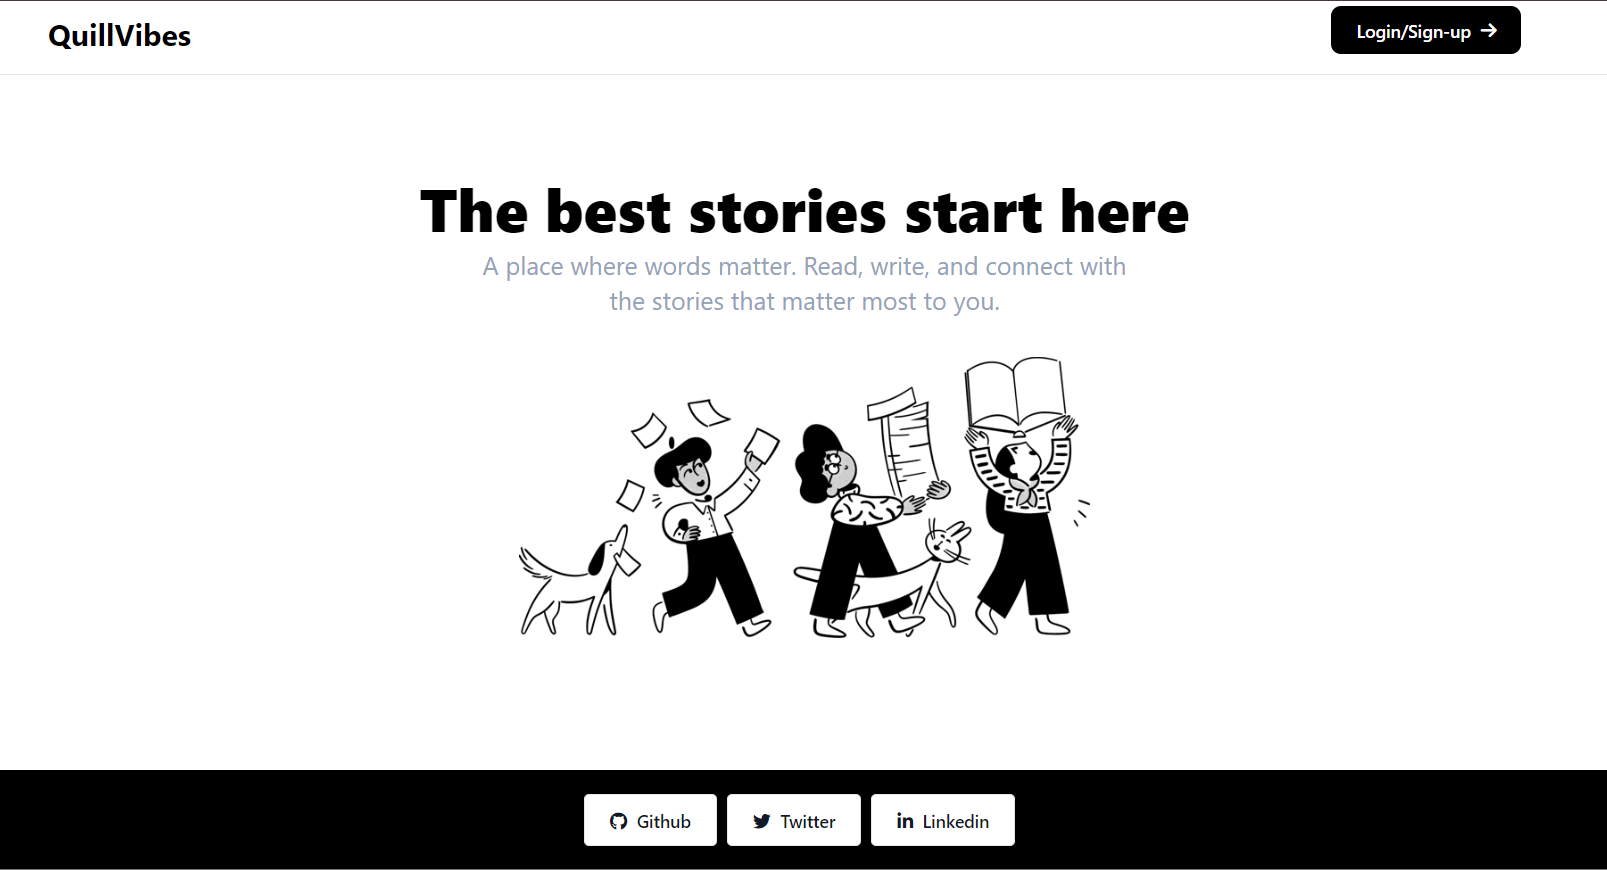 QuillVibes
Login/Sign-up
The best stories start here
A place where words matter. Read, write, and connect with
the stories that matter most to you.
Github
Twitter
Linkedin